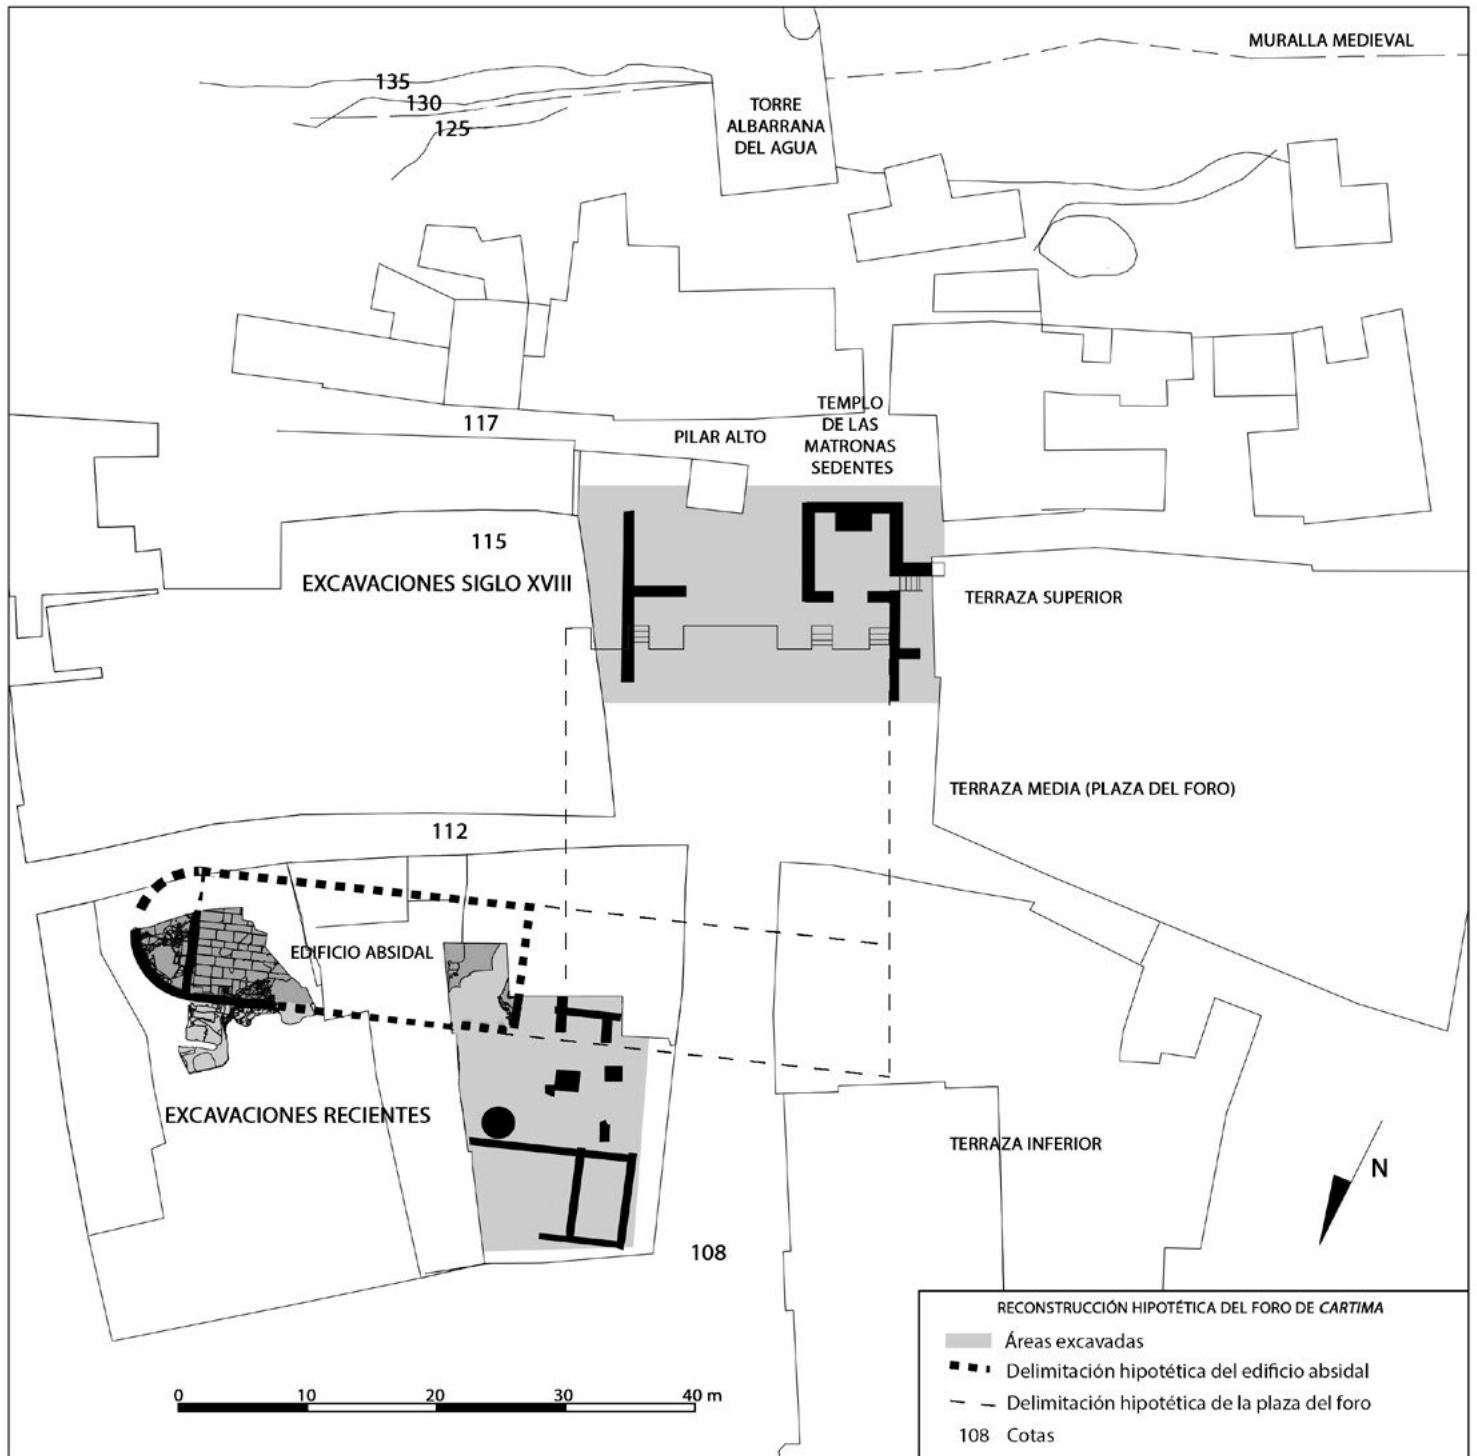 MURALLA MEDIEVAL
135
130
125
TORRE
ALBARRANA
DEL AGUA
117
PILAR ALTO
TEMPLO
DE LAS
MATRONAS
SEDENTES
115
EXCAVACIONES SIGLO XVIII
TERRAZA SUPERIOR
TERRAZA MEDIA (PLAZA DEL FORO)
112
EDIFICIO ABSIDAL
EXCAVACIONES RECIENTES
TERRAZA INFERIOR
N
108
0 10 20 30 40 m
RECONSTRUCCIÓN HIPOTÉTICA DEL FORO DE CARTIMA
Áreas excavadas
Delimitación hipotética del edificio absidal
Delimitación hipotética de la plaza del foro
108 Cotas